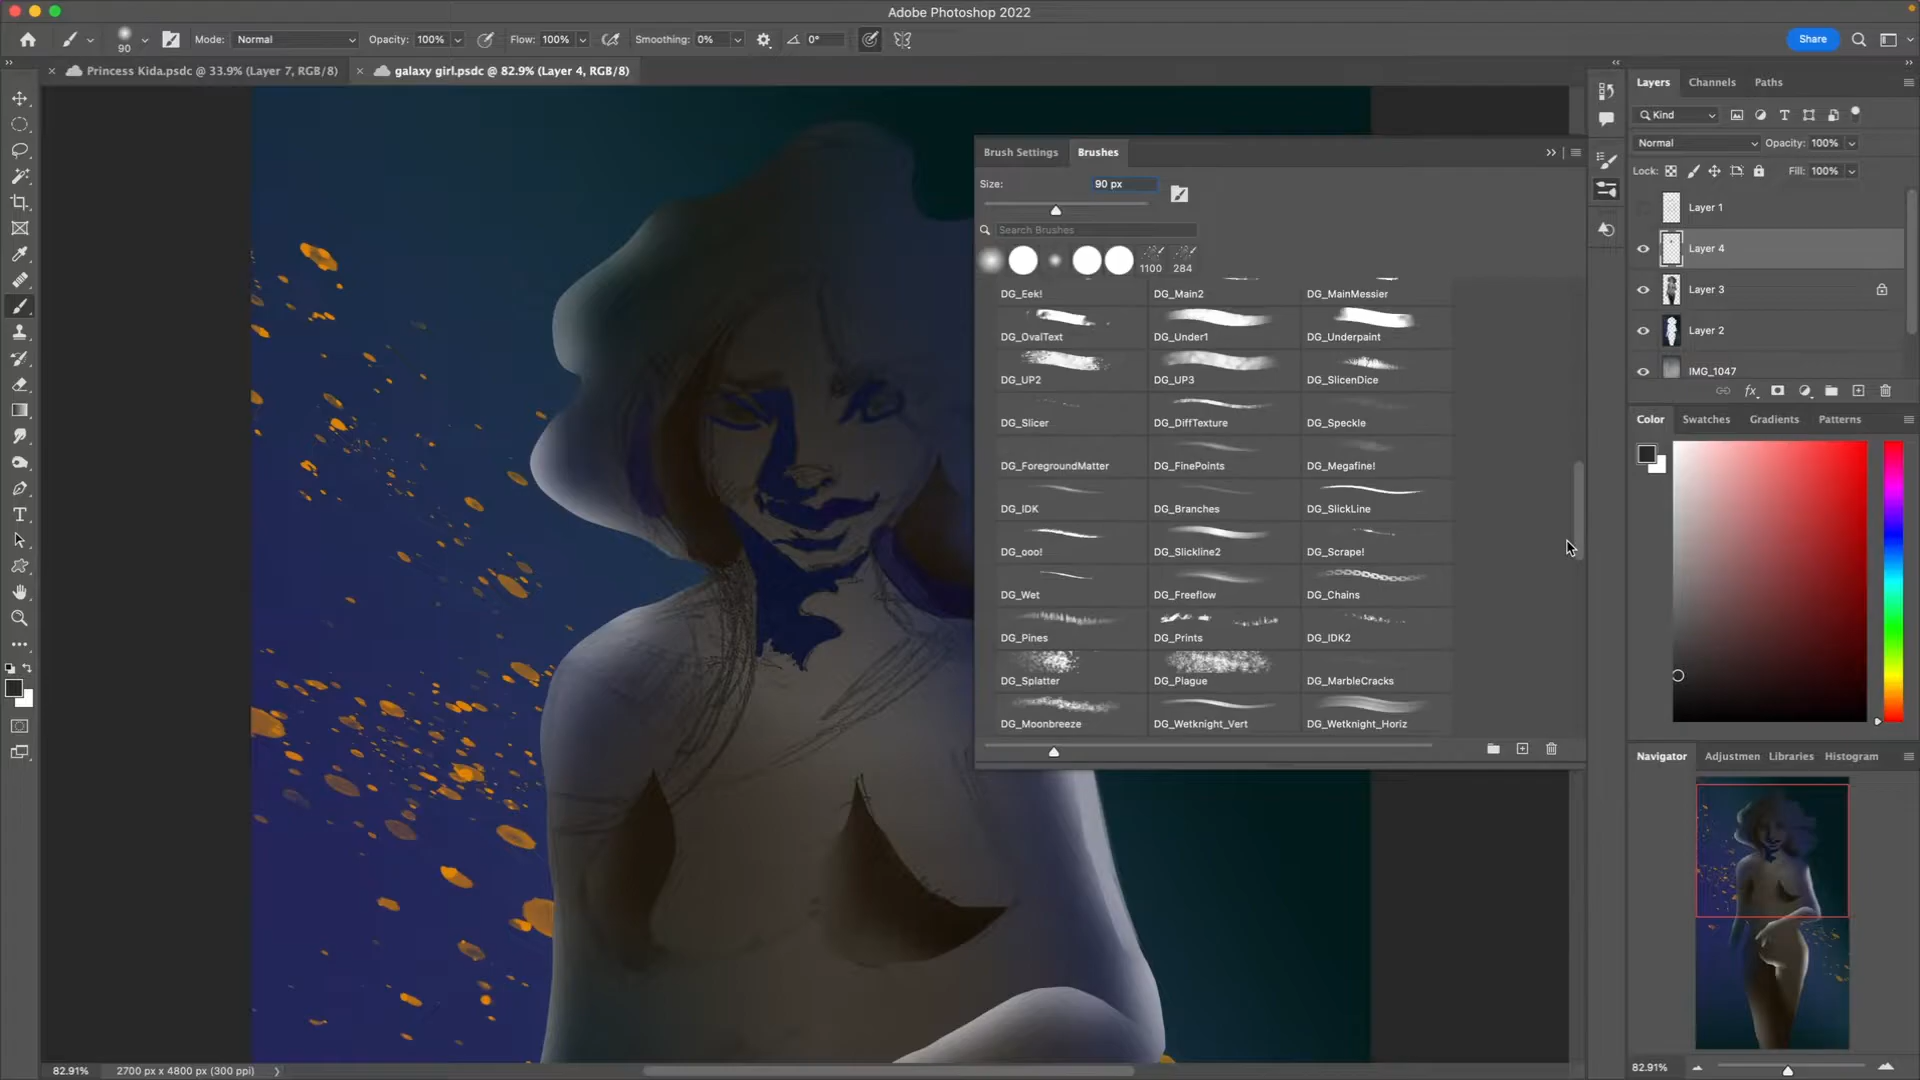 Adobe Photoshop 2022
90
Mode: Normal
Opacity: 100%
Flow: 100%
Smoothing: 0%
0°
Share
Princess Kida.psdc @ 33.9% (Layer 7, RGB/8)
galaxy girl.psdc @ 82.9% (Layer 4, RGB/8)
Brush Settings
Brushes
Size:
90 px
Search Brushes
1100
284
DG_Eek!
DG_Main2
DG_MainMessier
DG_OvalText
DG_Under1
DG_Underpaint
DG_UP2
DG_UP3
DG_SlicenDice
DG_Slicer
DG_DiffTexture
DG_Speckle
DG_ForegroundMatter
DG_FinePoints
DG_Megafine!
DG_IDK
DG_Branches
DG_SlickLine
DG_ooo!
DG_Slickline2
DG_Scrape!
DG_Wet
DG_Freeflow
DG_Chains
DG_Pines
DG_Prints
DG_IDK2
DG_Splatter
DG_Plague
DG_MarbleCracks
DG_Moonbreeze
DG_Wetknight_Vert
DG_Wetknight_Horiz
Layers
Channels
Paths
Kind
Normal
Opacity: 100%
Lock:
Fill: 100%
Layer 1
Layer 4
Layer 3
Layer 2
IMG_1047
fx
Color
Swatches
Gradients
Patterns
Navigator
Adjustmen
Libraries
Histogram
82.91%
82.91%
2700 px x 4800 px (300 ppi)